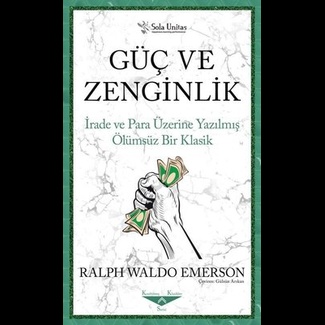 Sola Unitas
GÜÇ VE
ZENGİNLİK
İrade ve Para Üzerine Yazılmış
Ölümsüz Bir Klasik
RALPH WALDO EMERSON